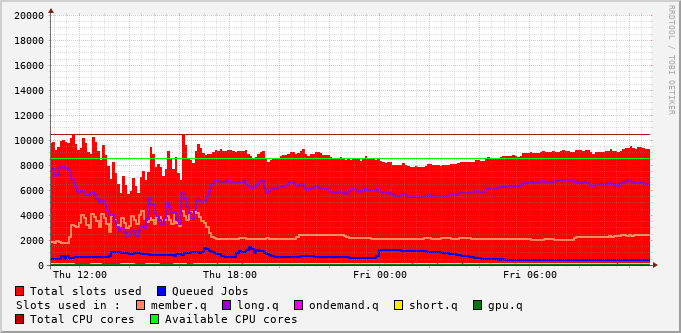 20000
18000
16000
14000
12000
10000
8000
6000
4000
2000
0
Thu 12:00 Thu 18:00 Fri 00:00 Fri 06:00
RRDTOOL / TOBI OETIKER
Total slots used Queued Jobs
Slots used in : member.q long.q ondemand.q short.q gpu.q
Total CPU cores Available CPU cores